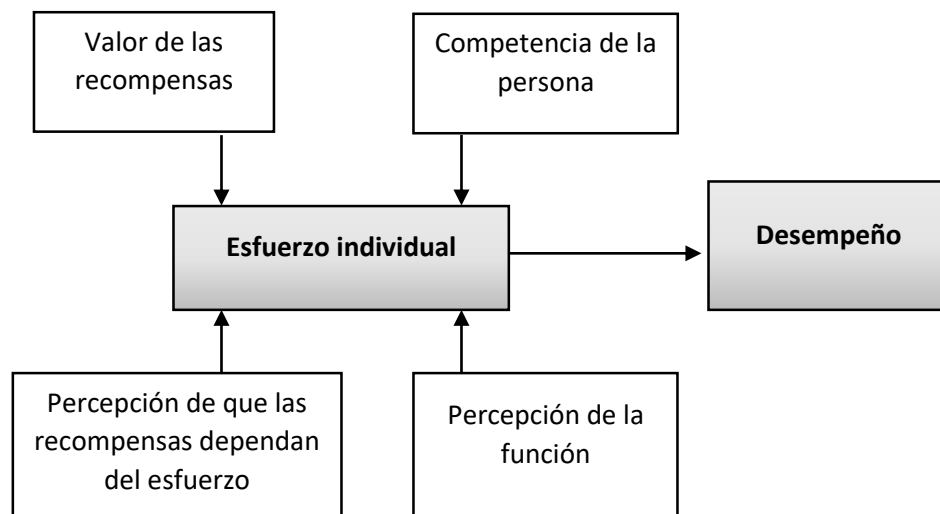 Valor de las
recompensas
Competencia de la
persona
Esfuerzo individual
Desempeño
Percepción de que las
recompensas dependan
del esfuerzo
Percepción de la
función